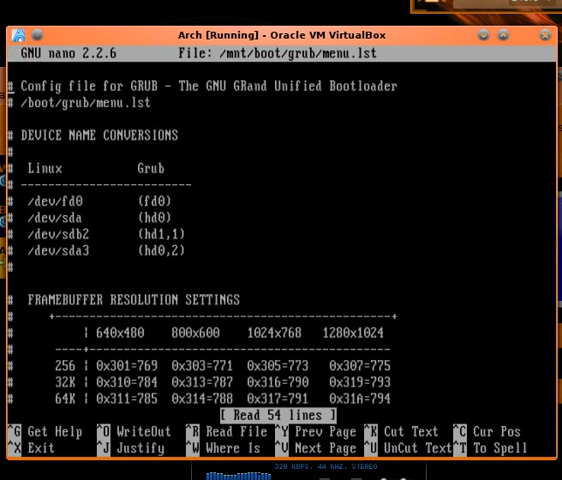 Arch [Running] - Oracle VM VirtualBox
GNU nano 2.2.6 File: /mnt/boot/grub/menu.lst
# Config file for GRUB - The GNU GRand Unified Bootloader
# /boot/grub/menu.lst
#
# DEVICE NAME CONVERSIONS
#
# Linux Grub
# -------------------------
# /dev/fd0 (fd0)
# /dev/sda (hd0)
# /dev/sdb2 (hd1,1)
# /dev/sda3 (hd0,2)
#
# FRAMEBUFFER RESOLUTION SETTINGS
# +-------------------------------------------------+
# | 640x480 800x600 1024x768 1280x1024
# ----+--------------------------------------------
# 256 | 0x301=769 0x303=771 0x305=773 0x307=775
# 32K | 0x310=784 0x313=787 0x316=790 0x319=793
# 64K | 0x311=785 0x314=788 0x317=791 0x31A=794
[ Read 54 lines ]
^G Get Help ^O WriteOut ^R Read File ^Y Prev Page ^K Cut Text ^C Cur Pos
^X Exit ^J Justify ^W Where Is ^V Next Page ^U UnCut Text ^T To Spell
320 KBPS, 44 KHZ, STEREO